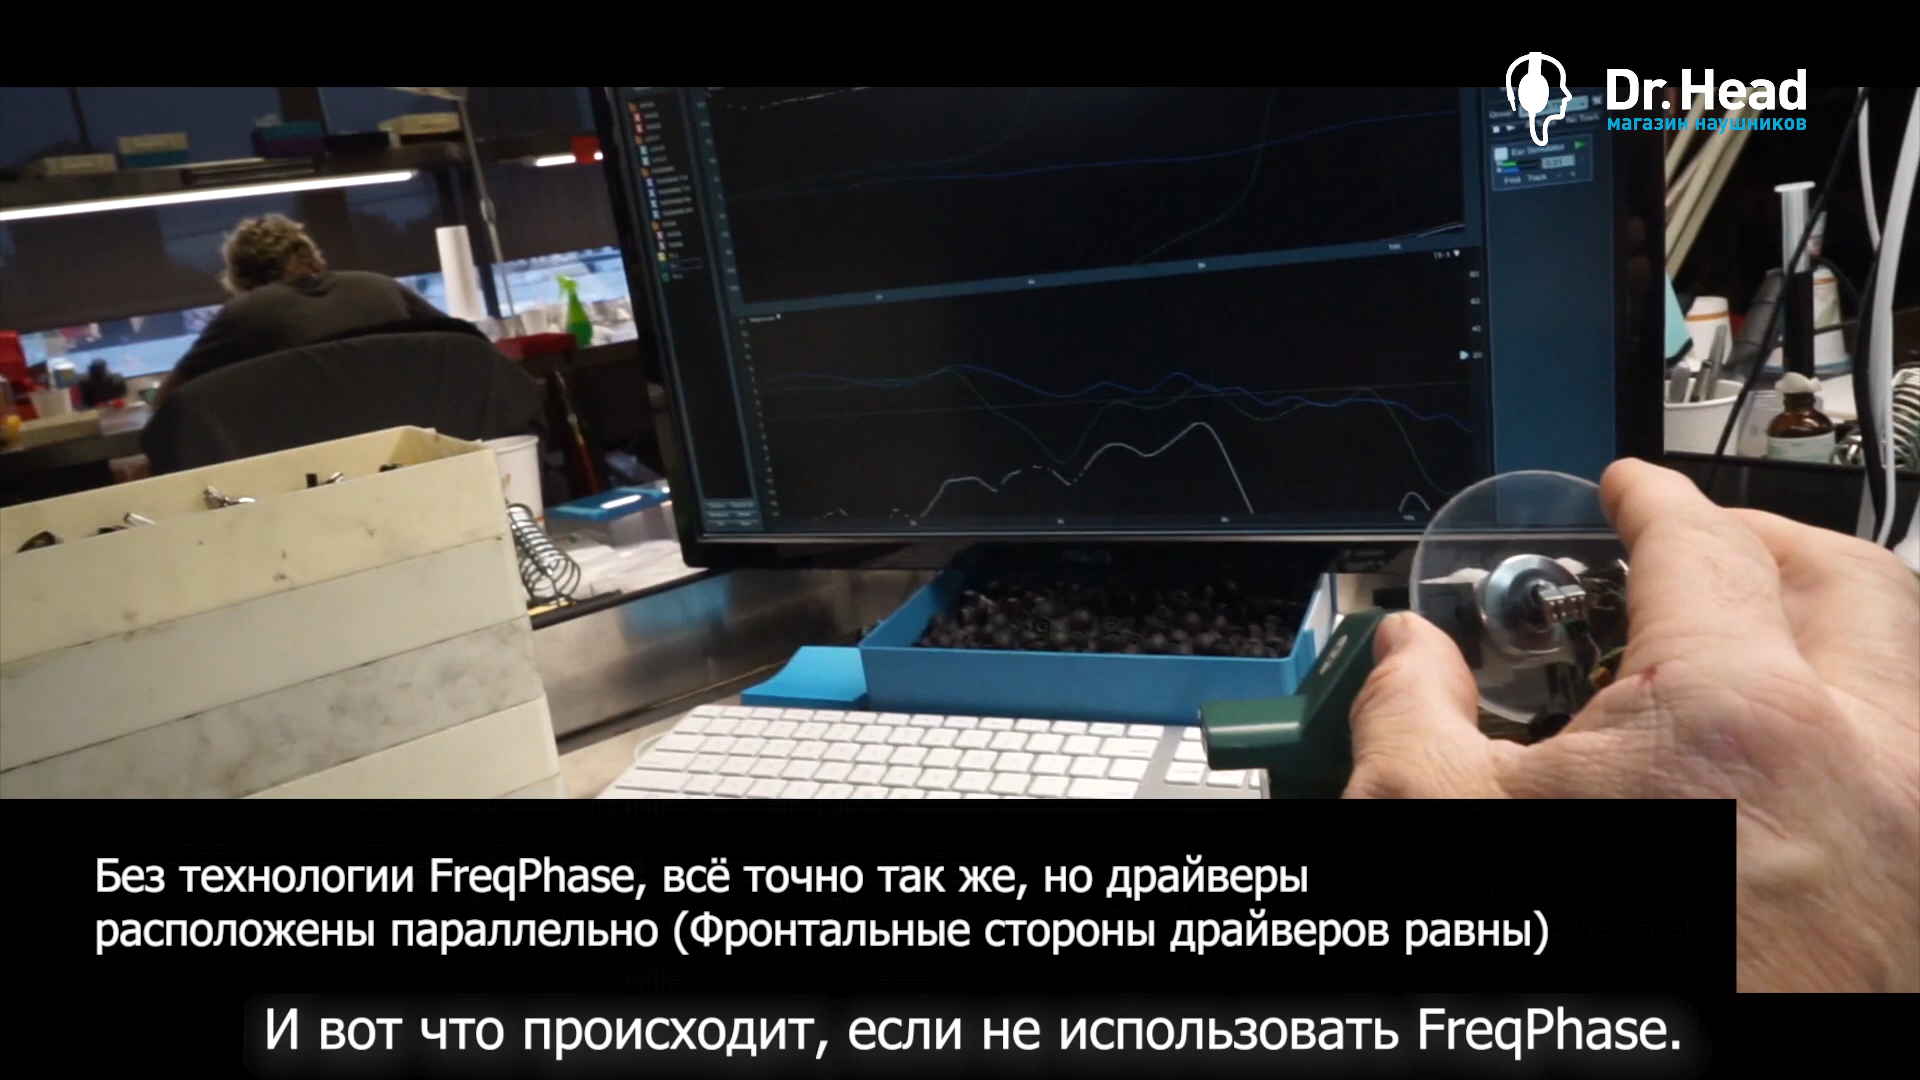 Dr. Head
магазин наушников
Без технологии FreqPhase, всё точно так же, но драйверы
расположены параллельно (Фронтальные стороны драйверов равны)
И вот что происходит, если не использовать FreqPhase.